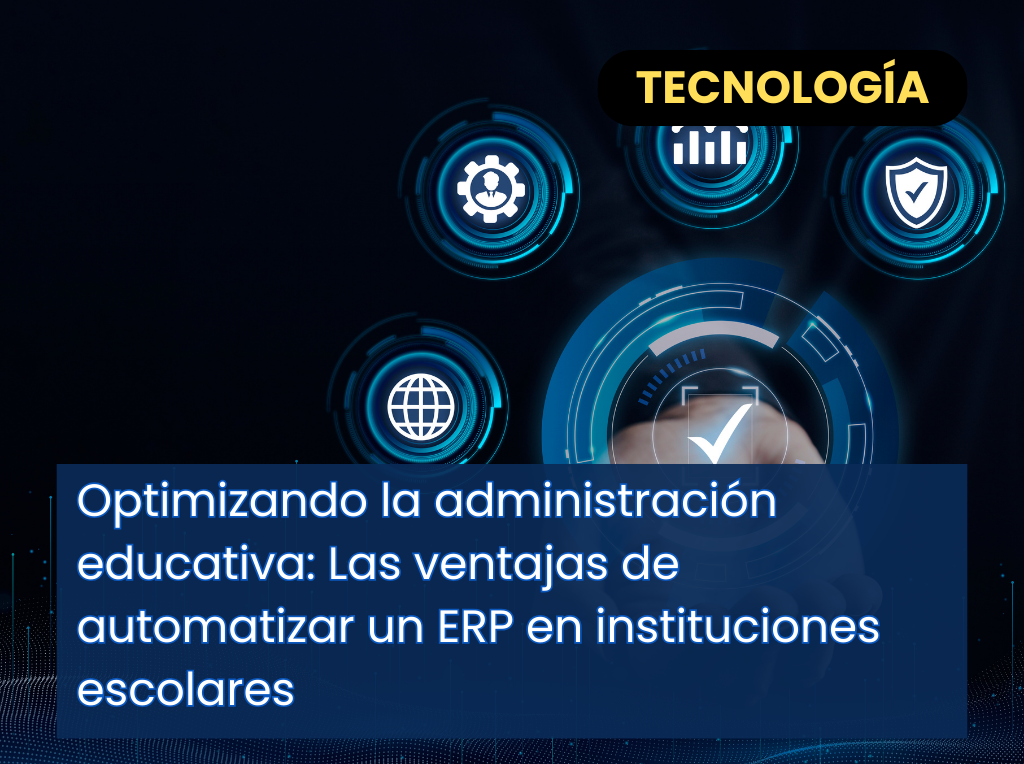 TECNOLOGÍA
Optimizando la administración
educativa: Las ventajas de
automatizar un ERP en instituciones
escolares